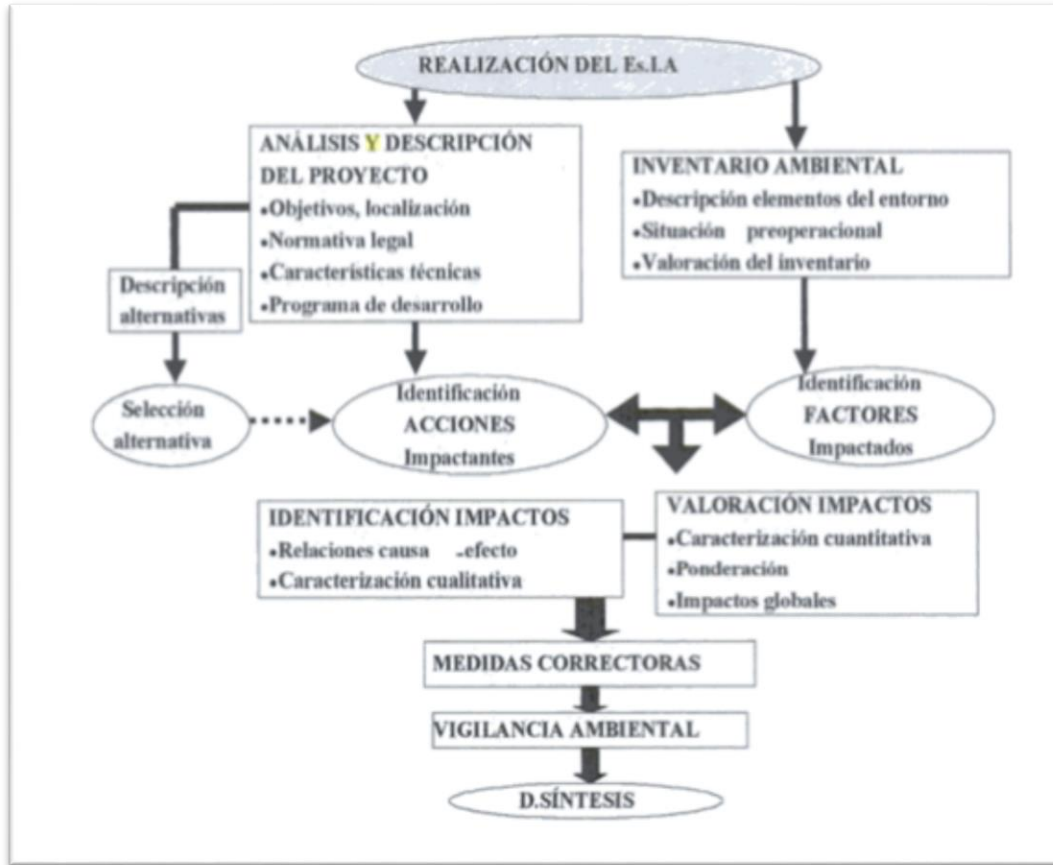 REALIZACIÓN DEL Es.I.A
ANÁLISIS Y DESCRIPCIÓN
DEL PROYECTO
•Objetivos, localización
•Normativa legal
•Características técnicas
•Programa de desarrollo
INVENTARIO AMBIENTAL
•Descripción elementos del entorno
•Situación preoperacional
•Valoración del inventario
Descripción
alternativas
Selección
alternativa
Identificación
ACCIONES
Impactantes
Identificación
FACTORES
Impactados
IDENTIFICACIÓN IMPACTOS
•Relaciones causa -efecto
•Caracterización cualitativa
VALORACIÓN IMPACTOS
•Caracterización cuantitativa
•Ponderación
•Impactos globales
MEDIDAS CORRECTORAS
VIGILANCIA AMBIENTAL
D.SÍNTESIS